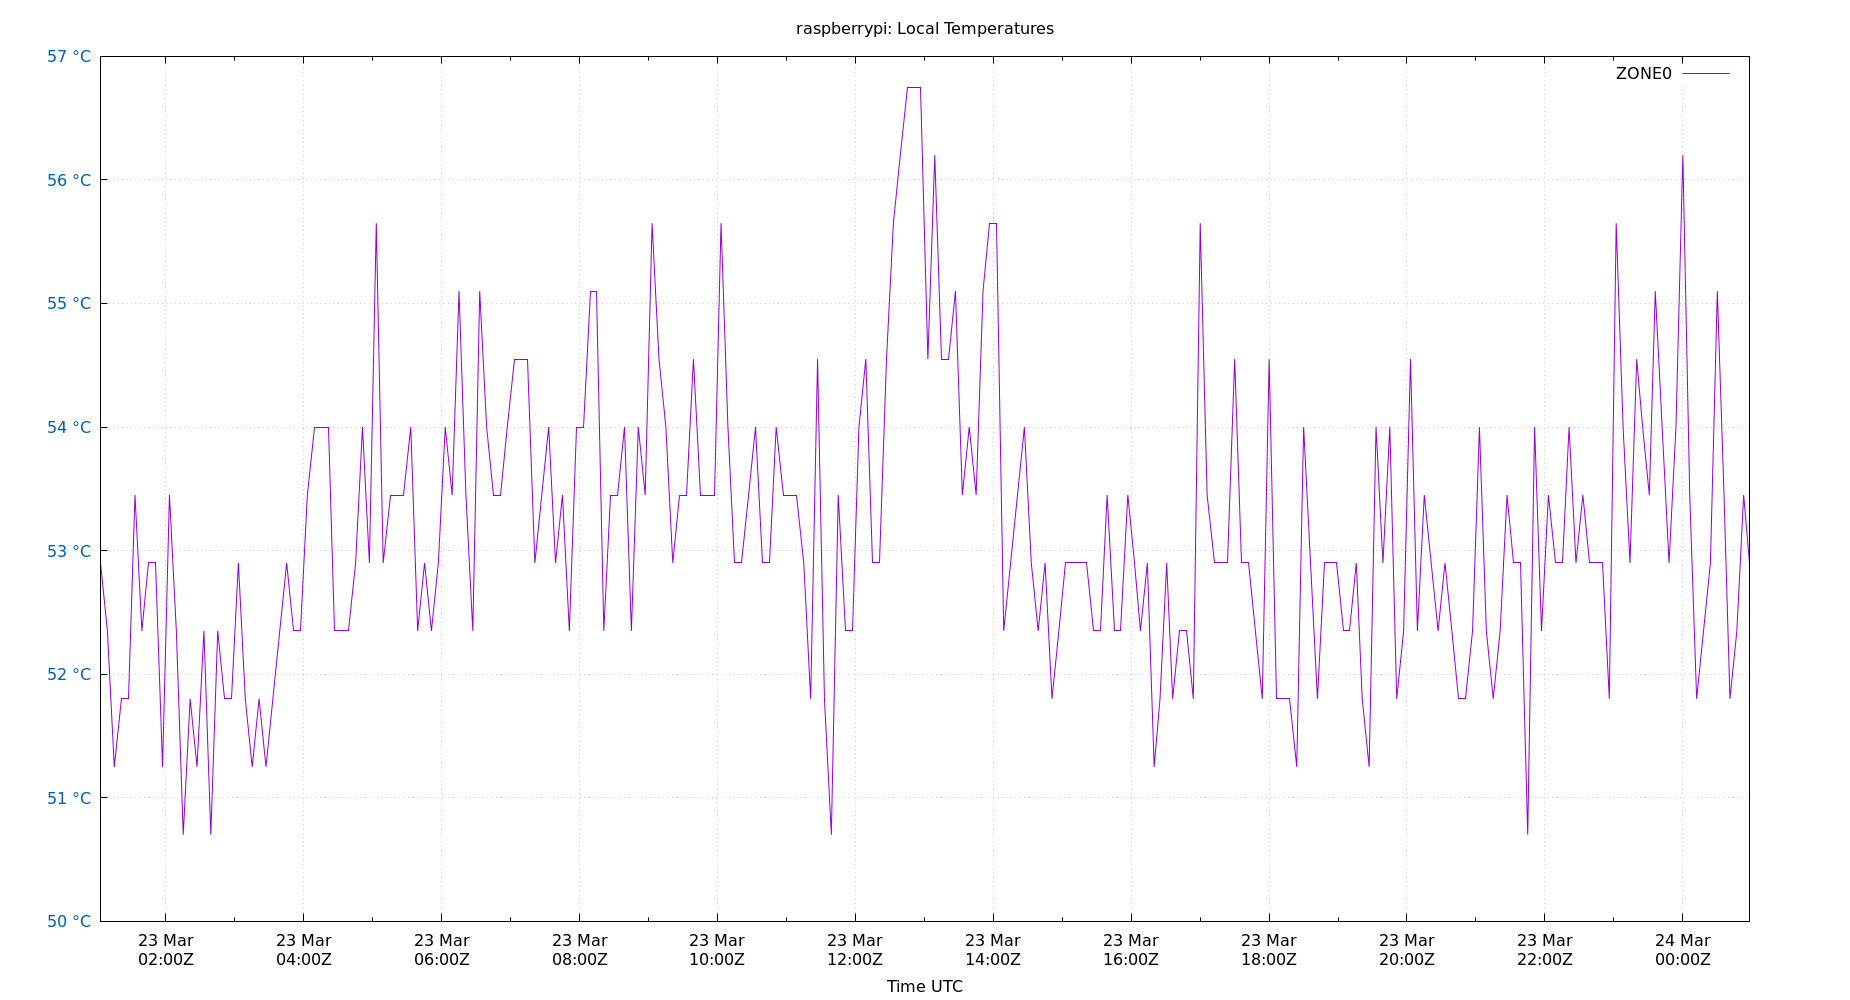 raspberrypi: Local Temperatures
57 °C
ZONE0
56 °C
55 °C
54 °C
53 °C
52 °C
51 °C
50 °C
23 Mar 23 Mar 23 Mar 23 Mar 23 Mar 23 Mar 23 Mar 23 Mar 23 Mar 23 Mar 23 Mar 24 Mar
02:00Z 04:00Z 06:00Z 08:00Z 10:00Z 12:00Z 14:00Z 16:00Z 18:00Z 20:00Z 22:00Z 00:00Z
Time UTC